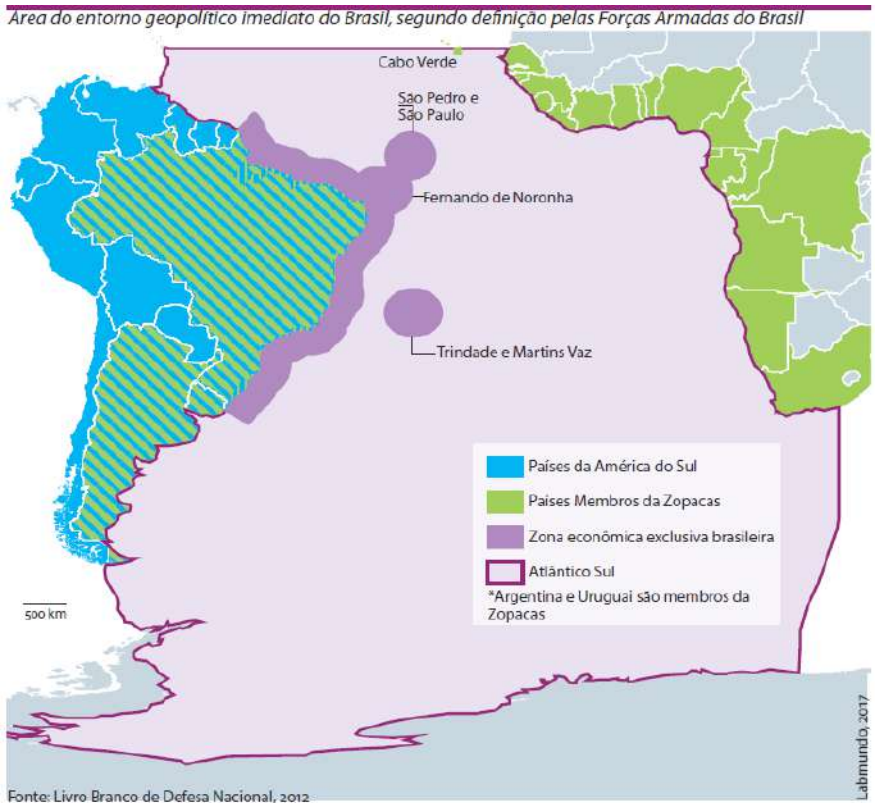 Área do entorno geopolítico imediato do Brasil, segundo definição pelas Forças Armadas do Brasil
Cabo Verde
São Pedro e
São Paulo
Fernando de Noronha
Trindade e Martins Vaz
Países da América do Sul
Países Membros da Zopacas
Zona econômica exclusiva brasileira
Atlântico Sul
*Argentina e Uruguai são membros da
Zopacas
500 km
Labmundo, 2017
Fonte: Livro Branco de Defesa Nacional, 2012